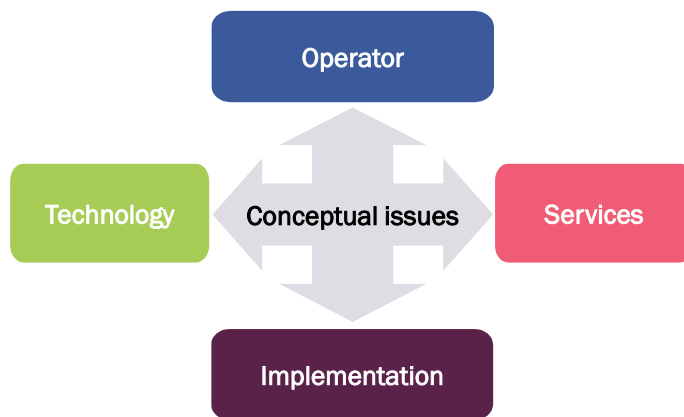 Operator
Technology
Conceptual issues
Services
Implementation